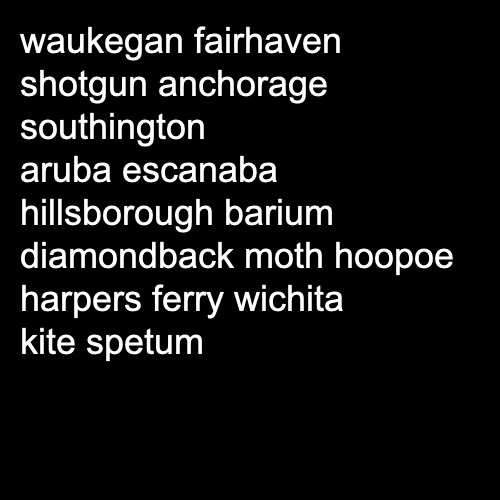 waukegan fairhaven
shotgun anchorage
southington
aruba escanaba
hillsborough barium
diamondback moth hoopoe
harpers ferry wichita
kite spetum